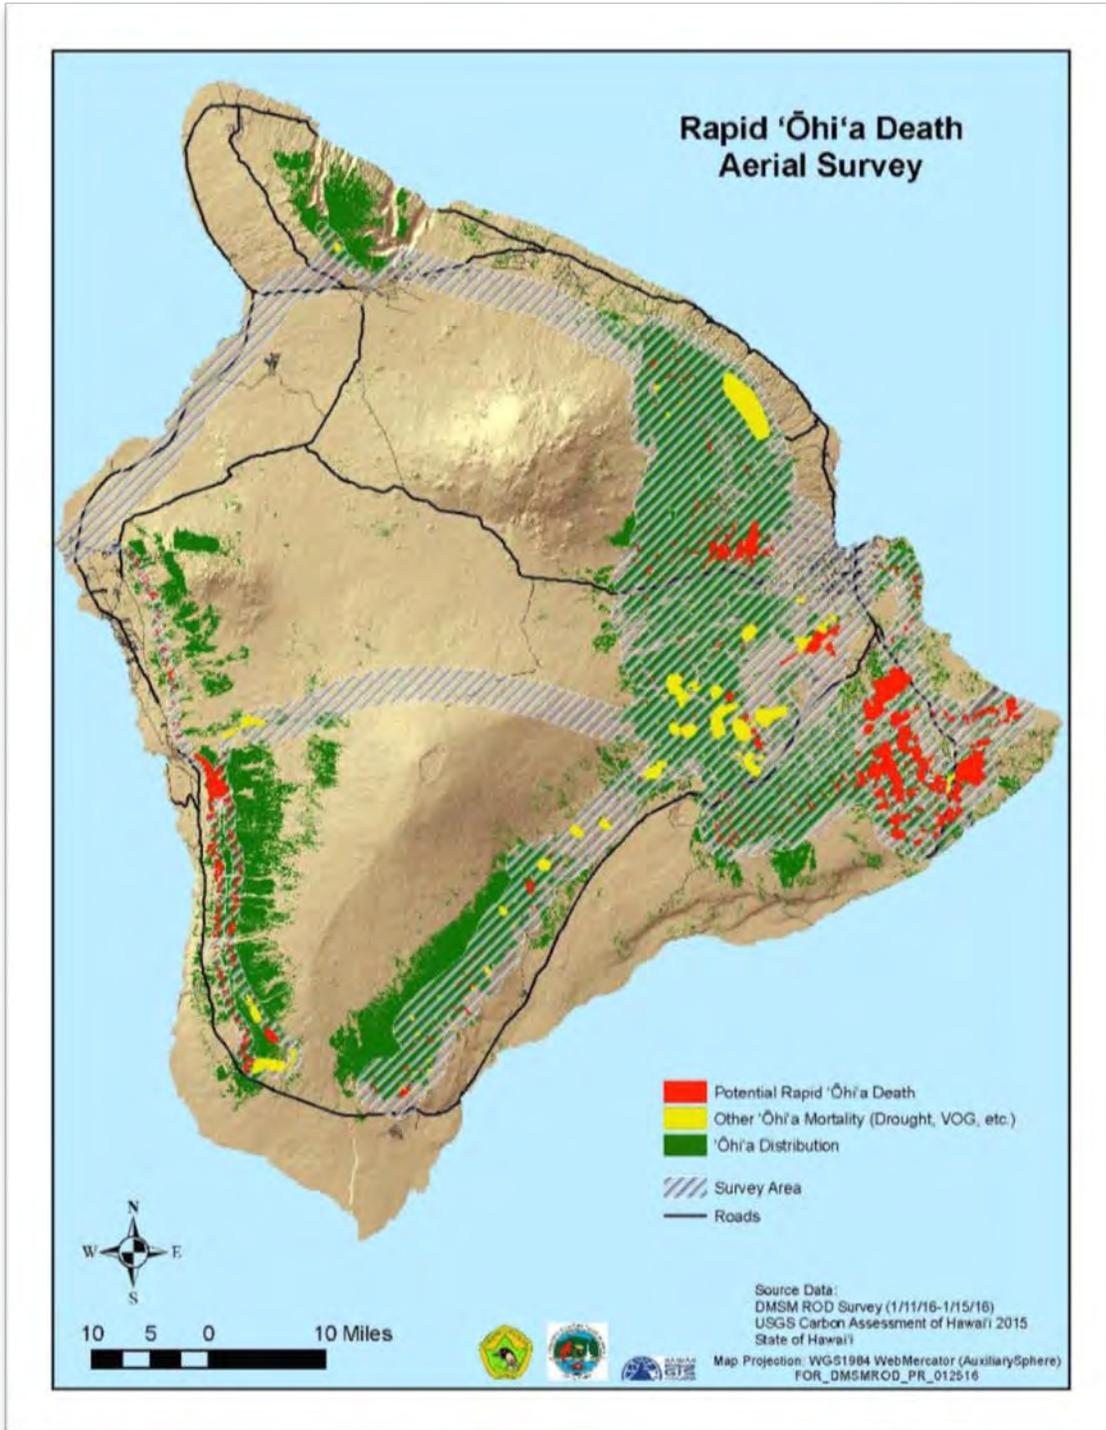 Rapid ʻŌhiʻa Death
Aerial Survey
Potential Rapid ʻŌhiʻa Death
Other ʻŌhiʻa Mortality (Drought, VOG, etc.)
ʻŌhiʻa Distribution
Survey Area
Roads
N
W
E
S
10 5 0 10 Miles
Source Data:
DMSM ROD Survey (1/11/16-1/15/16)
USGS Carbon Assessment of Hawaiʻi 2015
State of Hawaiʻi
Map Projection: WGS1984 WebMercator (AuxiliarySphere)
FOR_DMSMROD_PR_012516